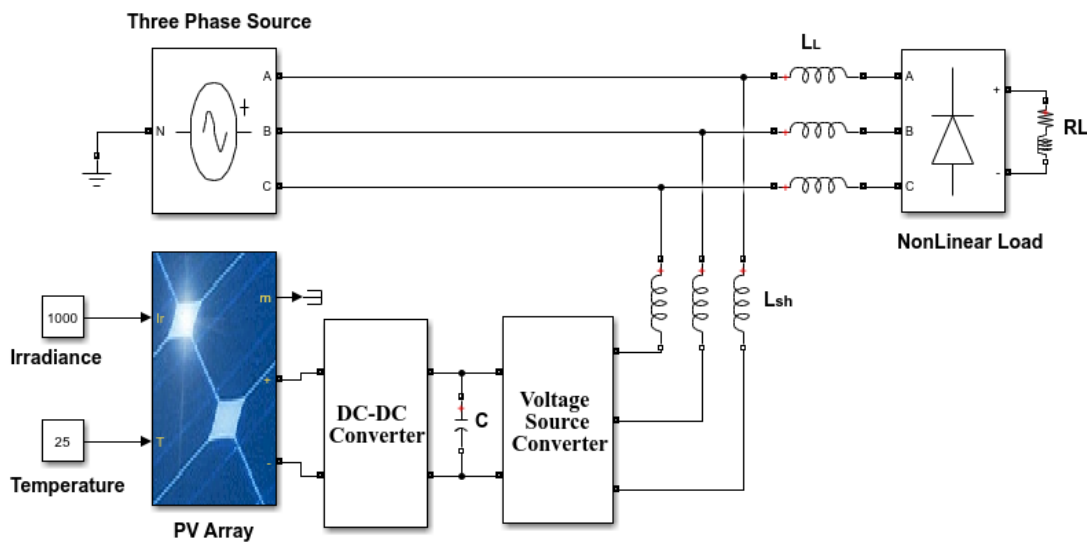 Three Phase Source
N
A
B
C
LL
A
B
C
+
-
RL
NonLinear Load
Lsh
1000
Irradiance
25
Temperature
Ir
T
m
+
-
PV Array
DC-DC
Converter
C
Voltage
Source
Converter